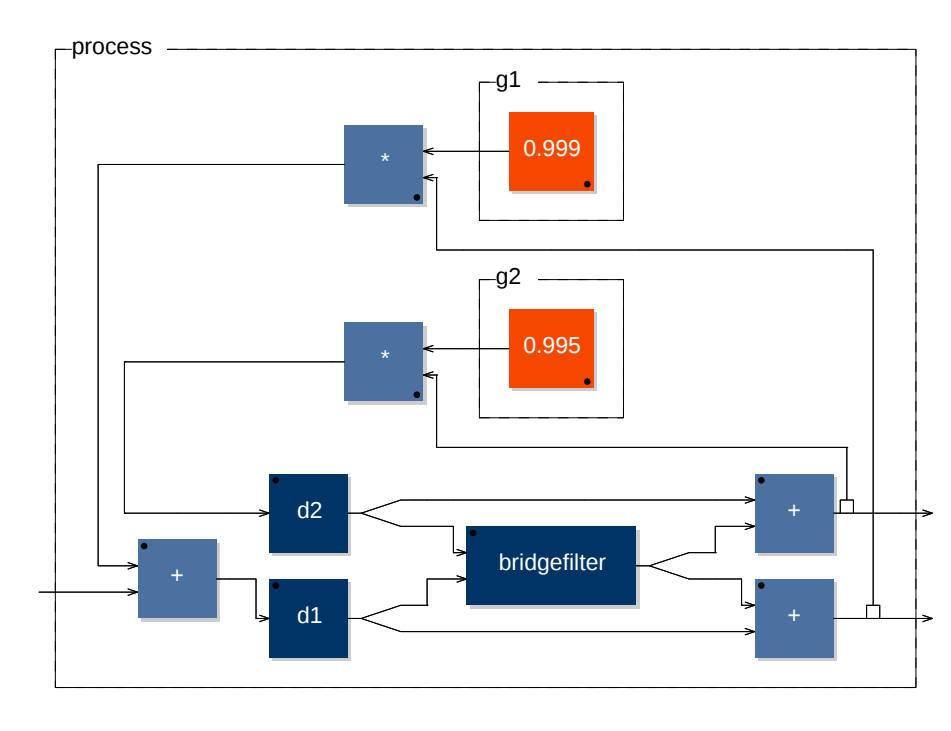 process
g1
0.999
*
g2
0.995
*
d2
+
bridgefilter
+
d1
+